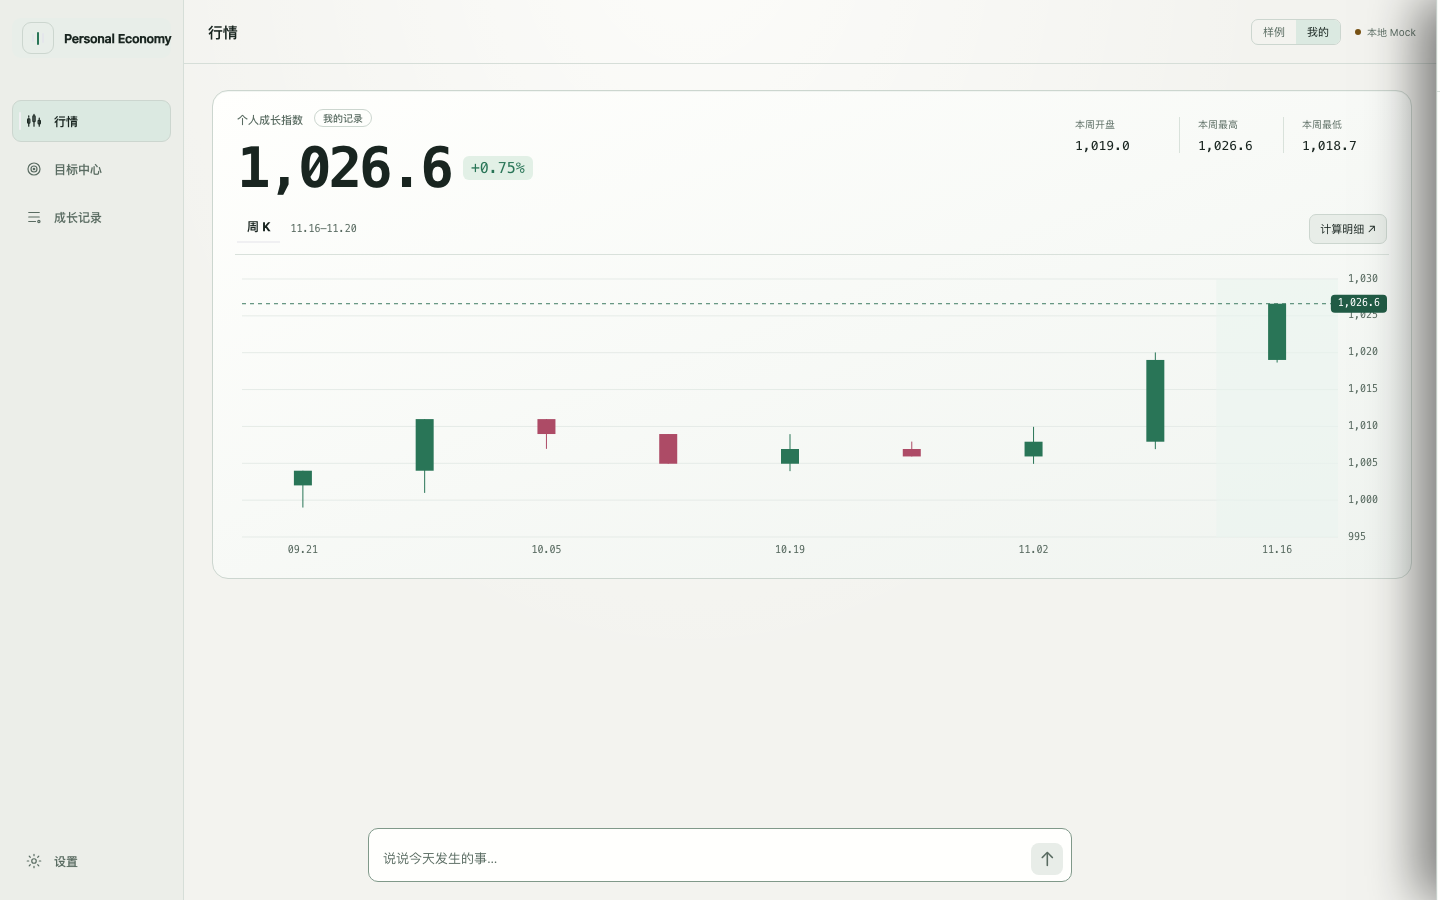 Personal Economy
行情
目标中心
成长记录
设置
行情
样例
我的
本地 Mock
个人成长指数
我的记录
1,026.6
+0.75%
本周开盘
1,019.0
本周最高
1,026.6
本周最低
1,018.7
周 K
11.16—11.20
计算明细 ↗
1,030
1,026.6
1,025
1,020
1,015
1,010
1,005
1,000
995
09.21
10.05
10.19
11.02
11.16
说说今天发生的事…